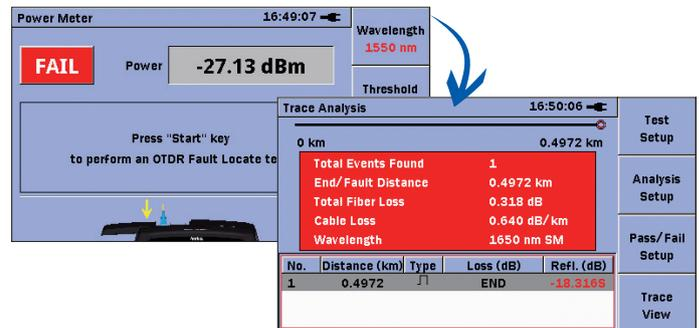 Power Meter
16:49:07
FAIL
Power
-27.13 dBm
Wavelength
1550 nm
Threshold
Press "Start" key
to perform an OTDR Fault Locate te
Trace Analysis
16:50:06
0 km
0.4972 km
Total Events Found 1
End/Fault Distance 0.4972 km
Total Fiber Loss 0.318 dB
Cable Loss 0.640 dB/km
Wavelength 1650 nm SM
No. Distance (km) Type Loss (dB) Refl. (dB)
1 0.4972 END -18.316S
Test
Setup
Analysis
Setup
Pass/Fail
Setup
Trace
View